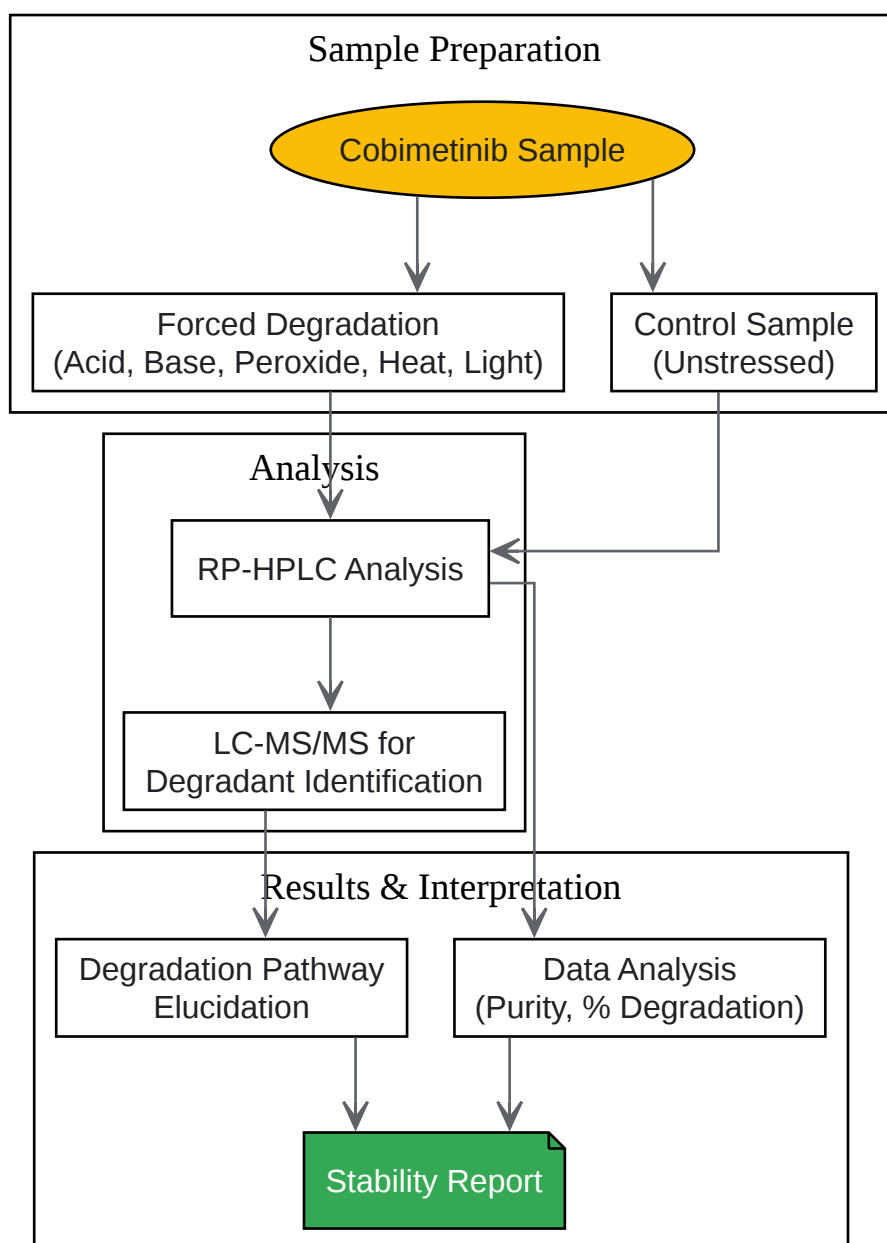 Sample Preparation
Cobimetinib Sample
Forced Degradation
(Acid, Base, Peroxide, Heat, Light)
Control Sample
(Unstressed)
Analysis
RP-HPLC Analysis
LC-MS/MS for
Degradant Identification
Results & Interpretation
Degradation Pathway
Elucidation
Data Analysis
(Purity, % Degradation)
Stability Report